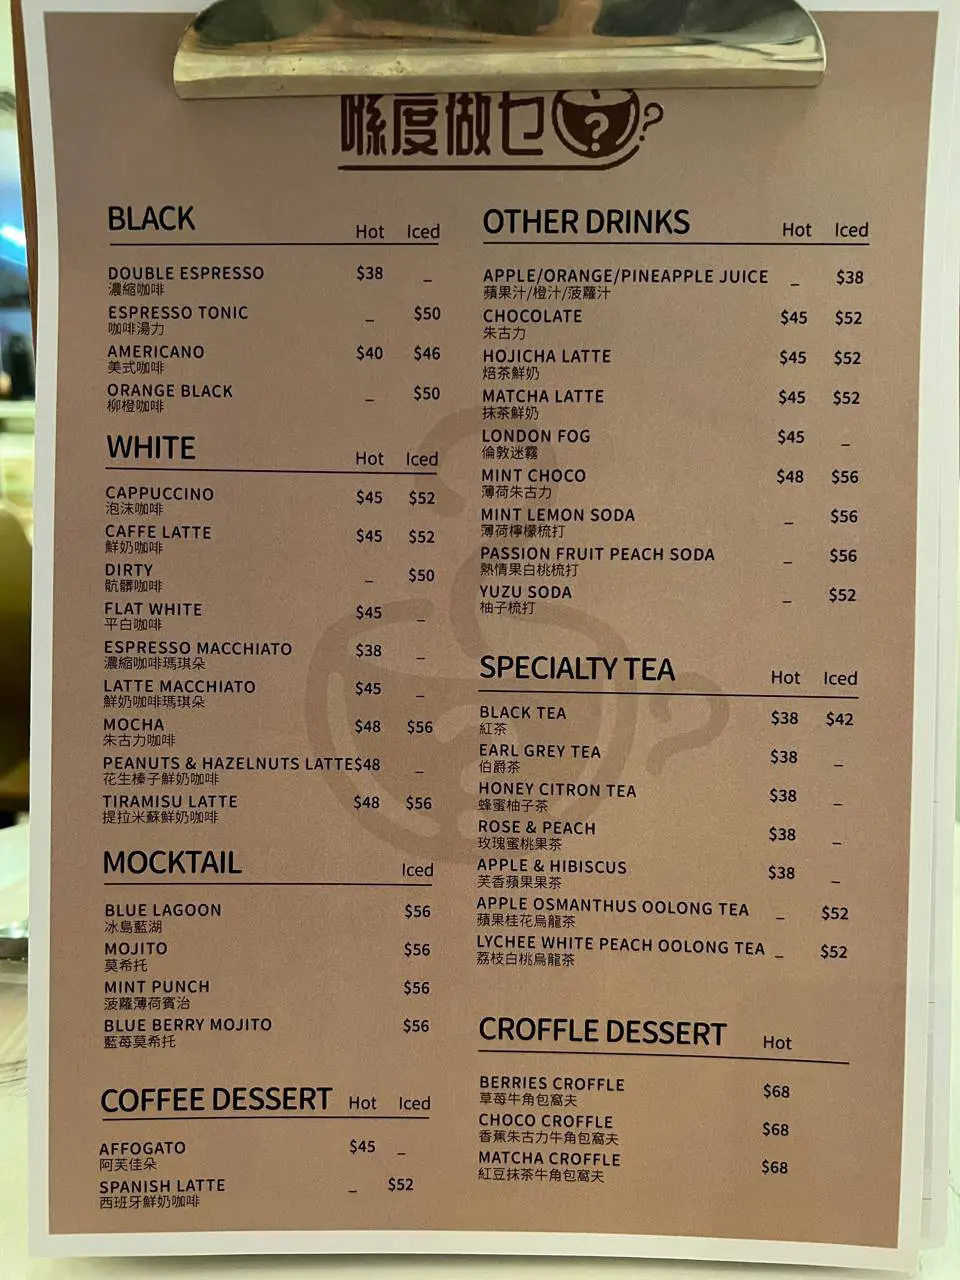 喺度做乜?
BLACK Hot Iced
DOUBLE ESPRESSO $38 _
濃縮咖啡
ESPRESSO TONIC _ $50
咖啡湯力
AMERICANO $40 $46
美式咖啡
ORANGE BLACK _ $50
柳橙咖啡
WHITE Hot Iced
CAPPUCCINO $45 $52
泡沫咖啡
CAFFE LATTE $45 $52
鮮奶咖啡
DIRTY _ $50
骯髒咖啡
FLAT WHITE $45 _
平白咖啡
ESPRESSO MACCHIATO $38 _
濃縮咖啡瑪琪朵
LATTE MACCHIATO $45 _
鮮奶咖啡瑪琪朵
MOCHA $48 $56
朱古力咖啡
PEANUTS & HAZELNUTS LATTE$48 _
花生榛子鮮奶咖啡
TIRAMISU LATTE $48 $56
提拉米蘇鮮奶咖啡
MOCKTAIL Iced
BLUE LAGOON $56
冰島藍湖
MOJITO $56
莫希托
MINT PUNCH $56
菠蘿薄荷賓治
BLUE BERRY MOJITO $56
藍莓莫希托
COFFEE DESSERT Hot Iced
AFFOGATO $45 _
阿芙佳朵
SPANISH LATTE _ $52
西班牙鮮奶咖啡
OTHER DRINKS Hot Iced
APPLE/ORANGE/PINEAPPLE JUICE _ $38
蘋果汁/橙汁/菠蘿汁
CHOCOLATE $45 $52
朱古力
HOJICHA LATTE $45 $52
焙茶鮮奶
MATCHA LATTE $45 $52
抹茶鮮奶
LONDON FOG $45 _
倫敦迷霧
MINT CHOCO $48 $56
薄荷朱古力
MINT LEMON SODA _ $56
薄荷檸檬梳打
PASSION FRUIT PEACH SODA _ $56
熱情果白桃梳打
YUZU SODA _ $52
柚子梳打
SPECIALTY TEA Hot Iced
BLACK TEA $38 $42
紅茶
EARL GREY TEA $38 _
伯爵茶
HONEY CITRON TEA $38 _
蜂蜜柚子茶
ROSE & PEACH $38 _
玫瑰蜜桃果茶
APPLE & HIBISCUS $38 _
芙香蘋果果茶
APPLE OSMANTHUS OOLONG TEA _ $52
蘋果桂花烏龍茶
LYCHEE WHITE PEACH OOLONG TEA _ $52
荔枝白桃烏龍茶
CROFFLE DESSERT Hot
BERRIES CROFFLE $68
草莓牛角包窩夫
CHOCO CROFFLE $68
香蕉朱古力牛角包窩夫
MATCHA CROFFLE $68
紅豆抹茶牛角包窩夫